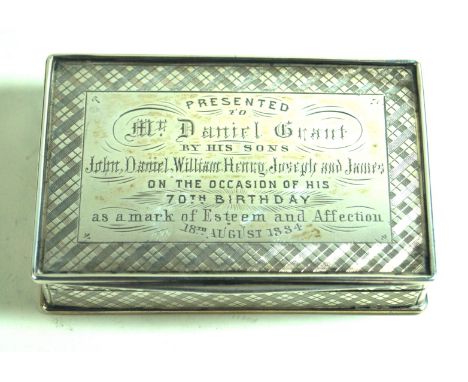 PRESENTED
TO
Mr. Daniel Grant
BY HIS SONS
John, Daniel, William, Henry, Joseph and James
ON THE OCCASION OF HIS
70TH BIRTHDAY
as a mark of Esteem and Affection
18TH AUGUST 1884